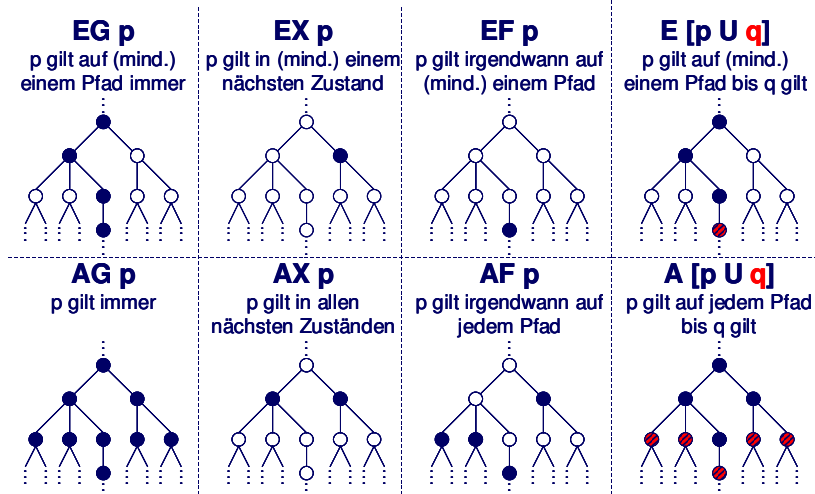 EG p
p gilt auf (mind.)
einem Pfad immer
EX p
p gilt in (mind.) einem
nächsten Zustand
EF p
p gilt irgendwann auf
(mind.) einem Pfad
E [p U q]
p gilt auf (mind.)
einem Pfad bis q gilt
AG p
p gilt immer
AX p
p gilt in allen
nächsten Zuständen
AF p
p gilt irgendwann auf
jedem Pfad
A [p U q]
p gilt auf jedem Pfad
bis q gilt